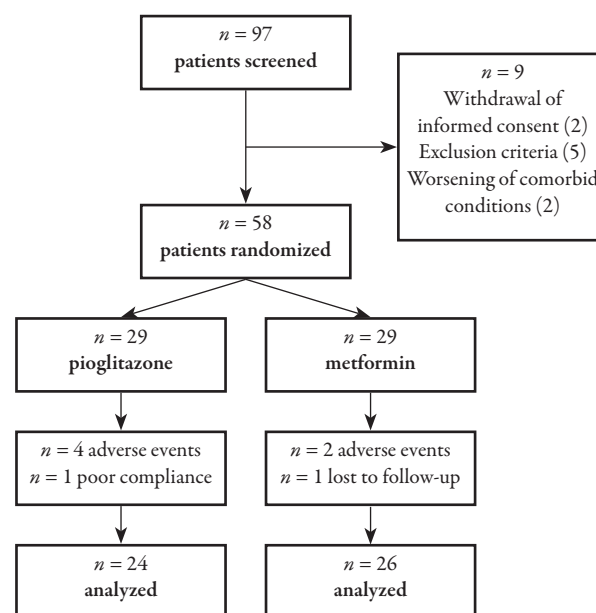 n = 97
patients screened
n = 9
Withdrawal of
informed consent (2)
Exclusion criteria (5)
Worsening of comorbid
conditions (2)
n = 58
patients randomized
n = 29
pioglitazone
n = 29
metformin
n = 4 adverse events
n = 1 poor compliance
n = 2 adverse events
n = 1 lost to follow-up
n = 24
analyzed
n = 26
analyzed